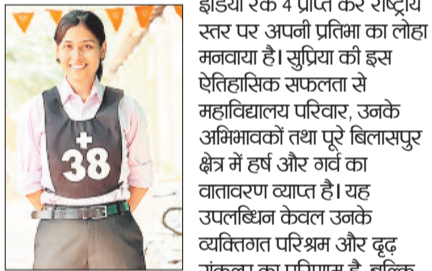 +
38
इंडिया रैंक 4 प्राप्त कर राष्ट्रीय
स्तर पर अपनी प्रतिभा का लोहा
मनवाया है। सुप्रिया की इस
ऐतिहासिक सफलता से
महाविद्यालय परिवार, उनके
अभिभावकों तथा पूरे बिलासपुर
क्षेत्र में हर्ष और गर्व का
वातावरण व्याप्त है। यह
उपलब्धिन केवल उनके
व्यक्तिगत परिश्रम और दृढ़
संकल्प का परिणाम है, बल्कि